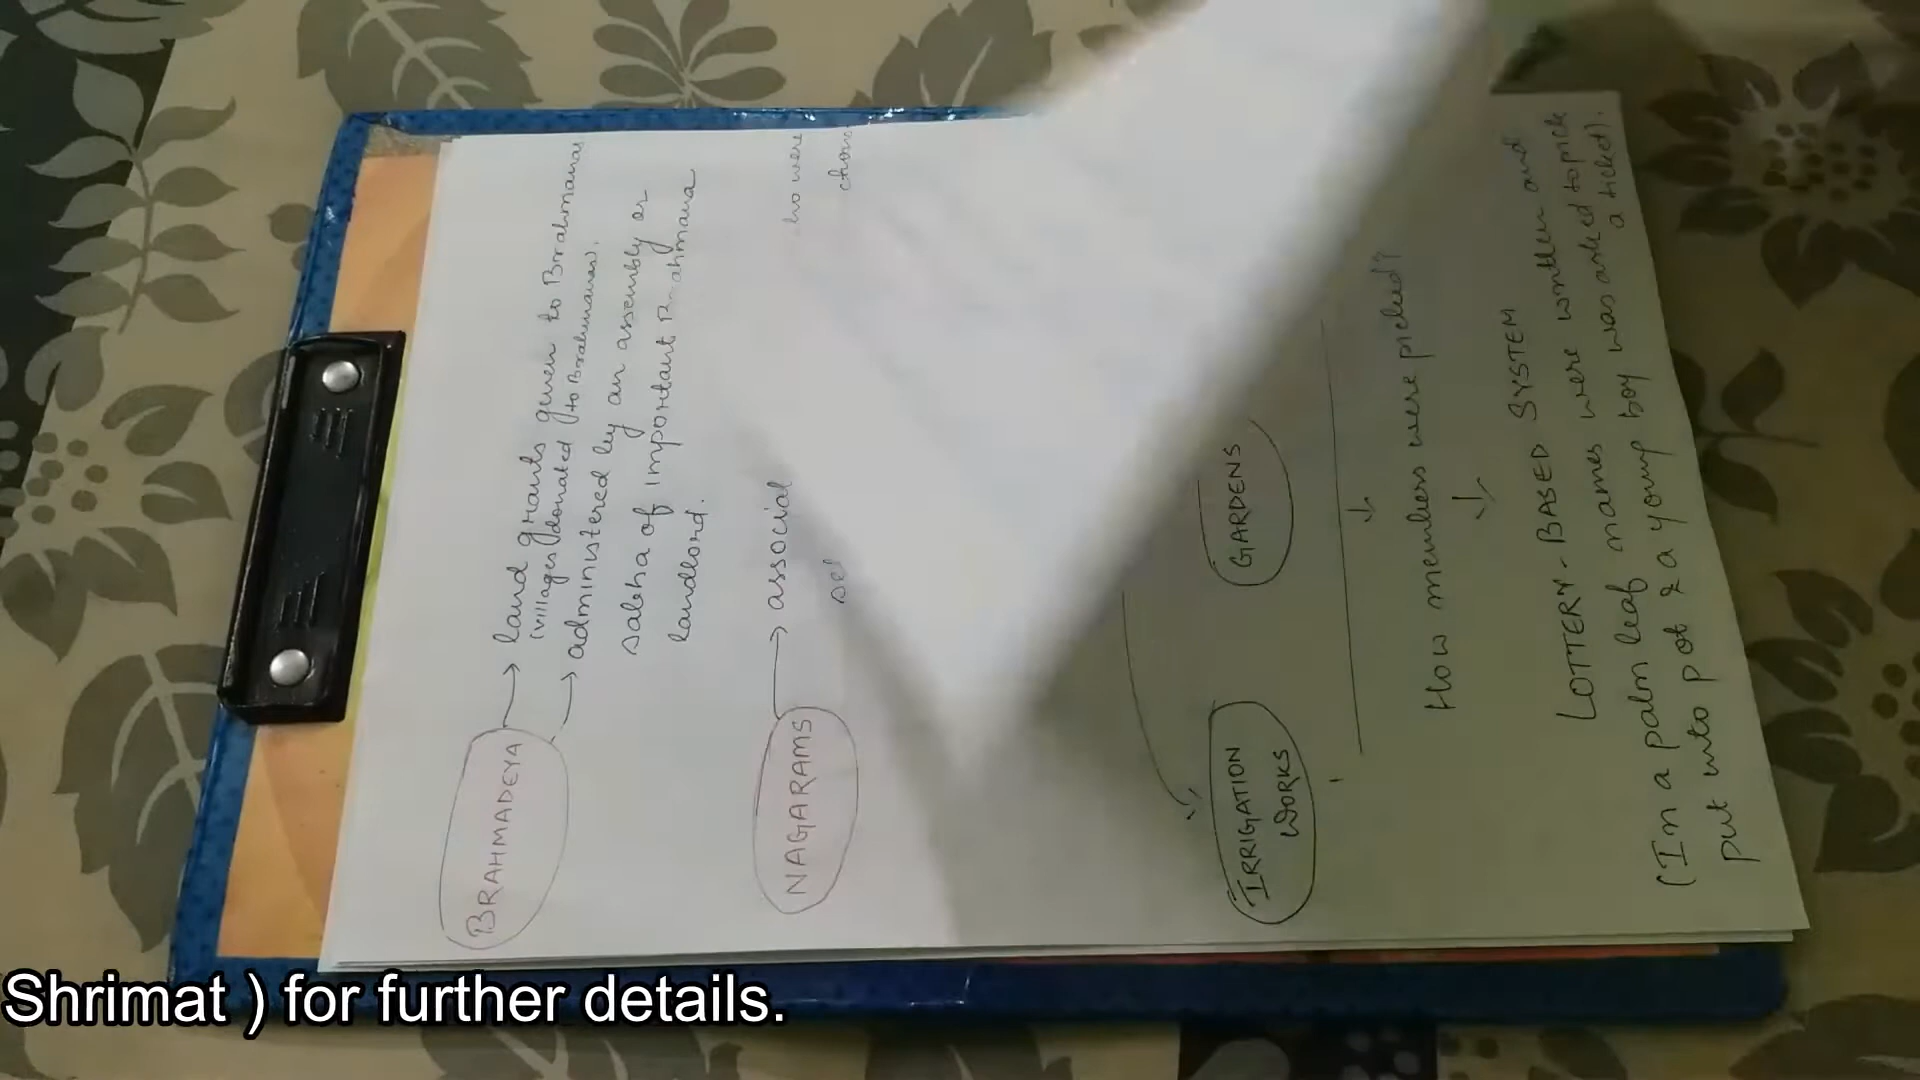 BRAHMADEYA → land grants given to Brahmanas
(villages donated to Brahmanas).
→ administered by an assembly or
sabha of important Brahmana
landlord.
NAGARAMS → associat
who were
IRRIGATION
WORKS
GARDENS
How members were picked?
LOTTERY-BASED SYSTEM
(In a palm leaf names were written and
put into pot & a young boy was asked to pick
a ticket).
Shrimat ) for further details.